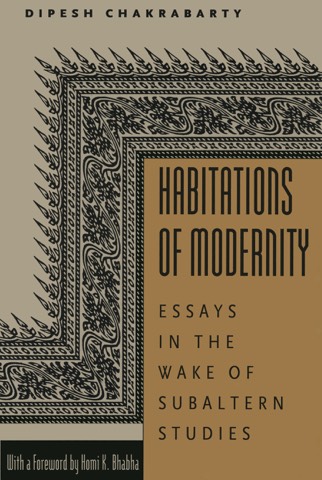 DIPESH CHAKRABARTY
HABITATIONS
OF MODERNITY
ESSAYS
IN THE
WAKE OF
SUBALTERN
STUDIES
With a Foreword by Homi K. Bhabha